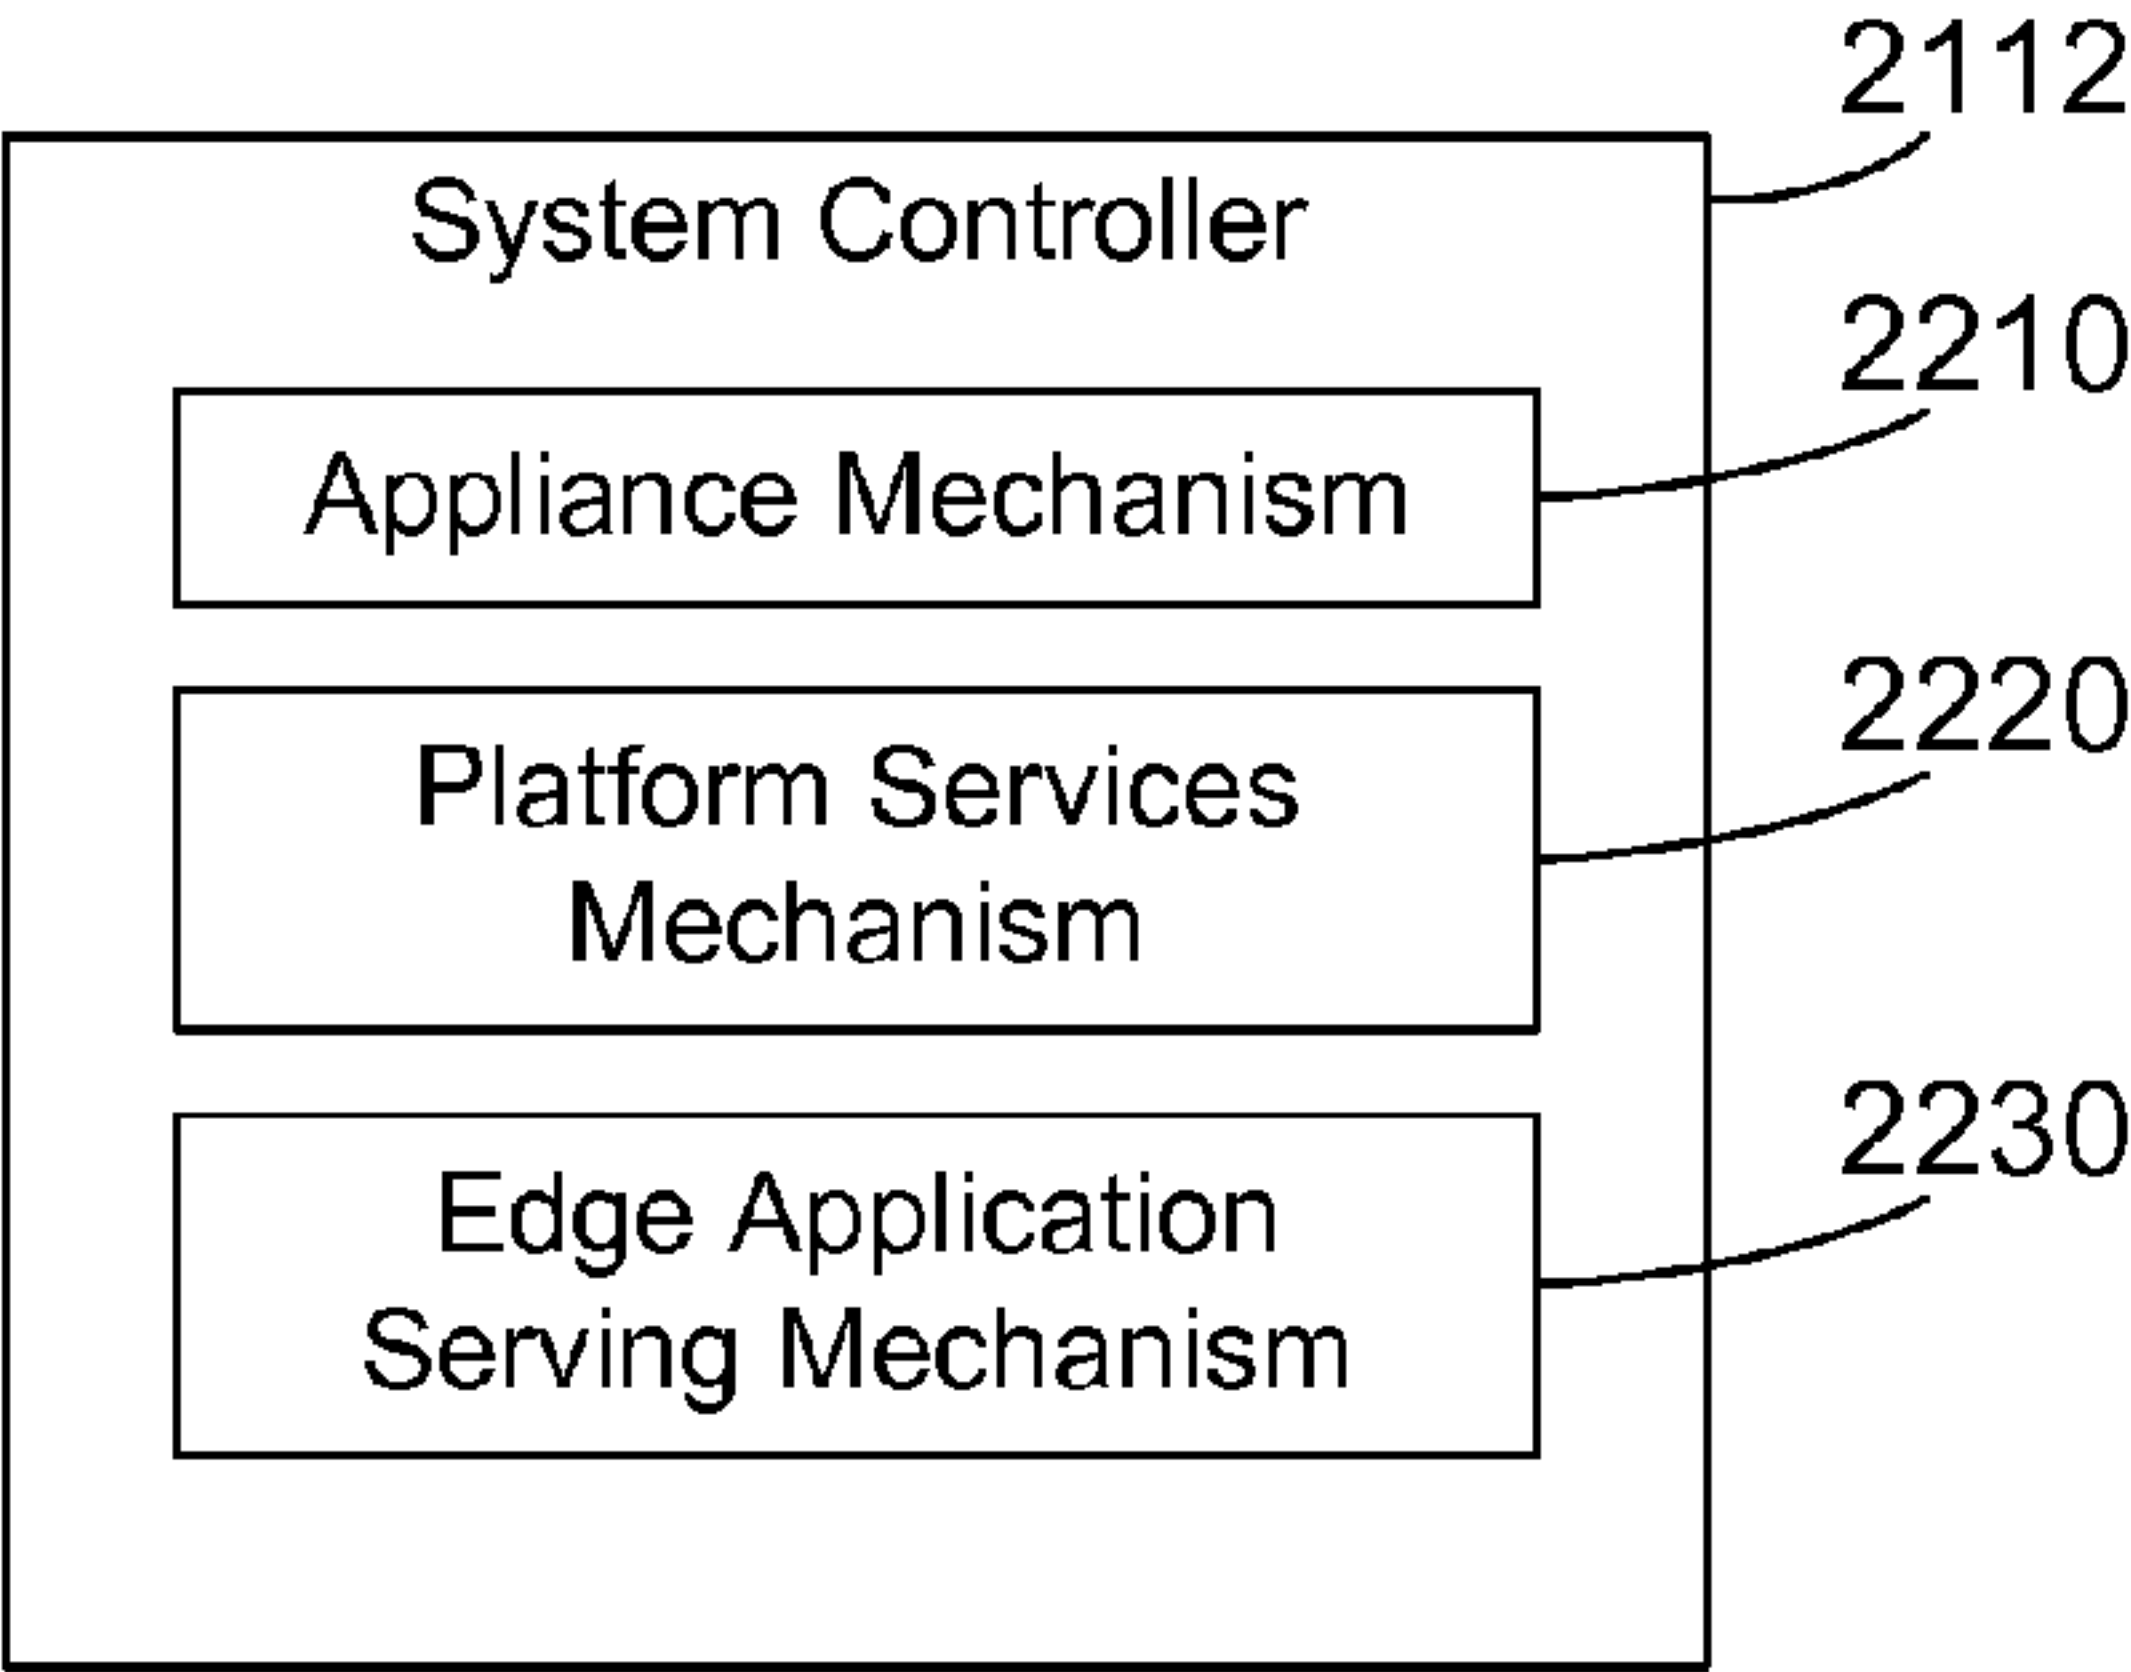 2112
System Controller
2210
Appliance Mechanism
2220
Platform Services
Mechanism
2230
Edge Application
Serving Mechanism